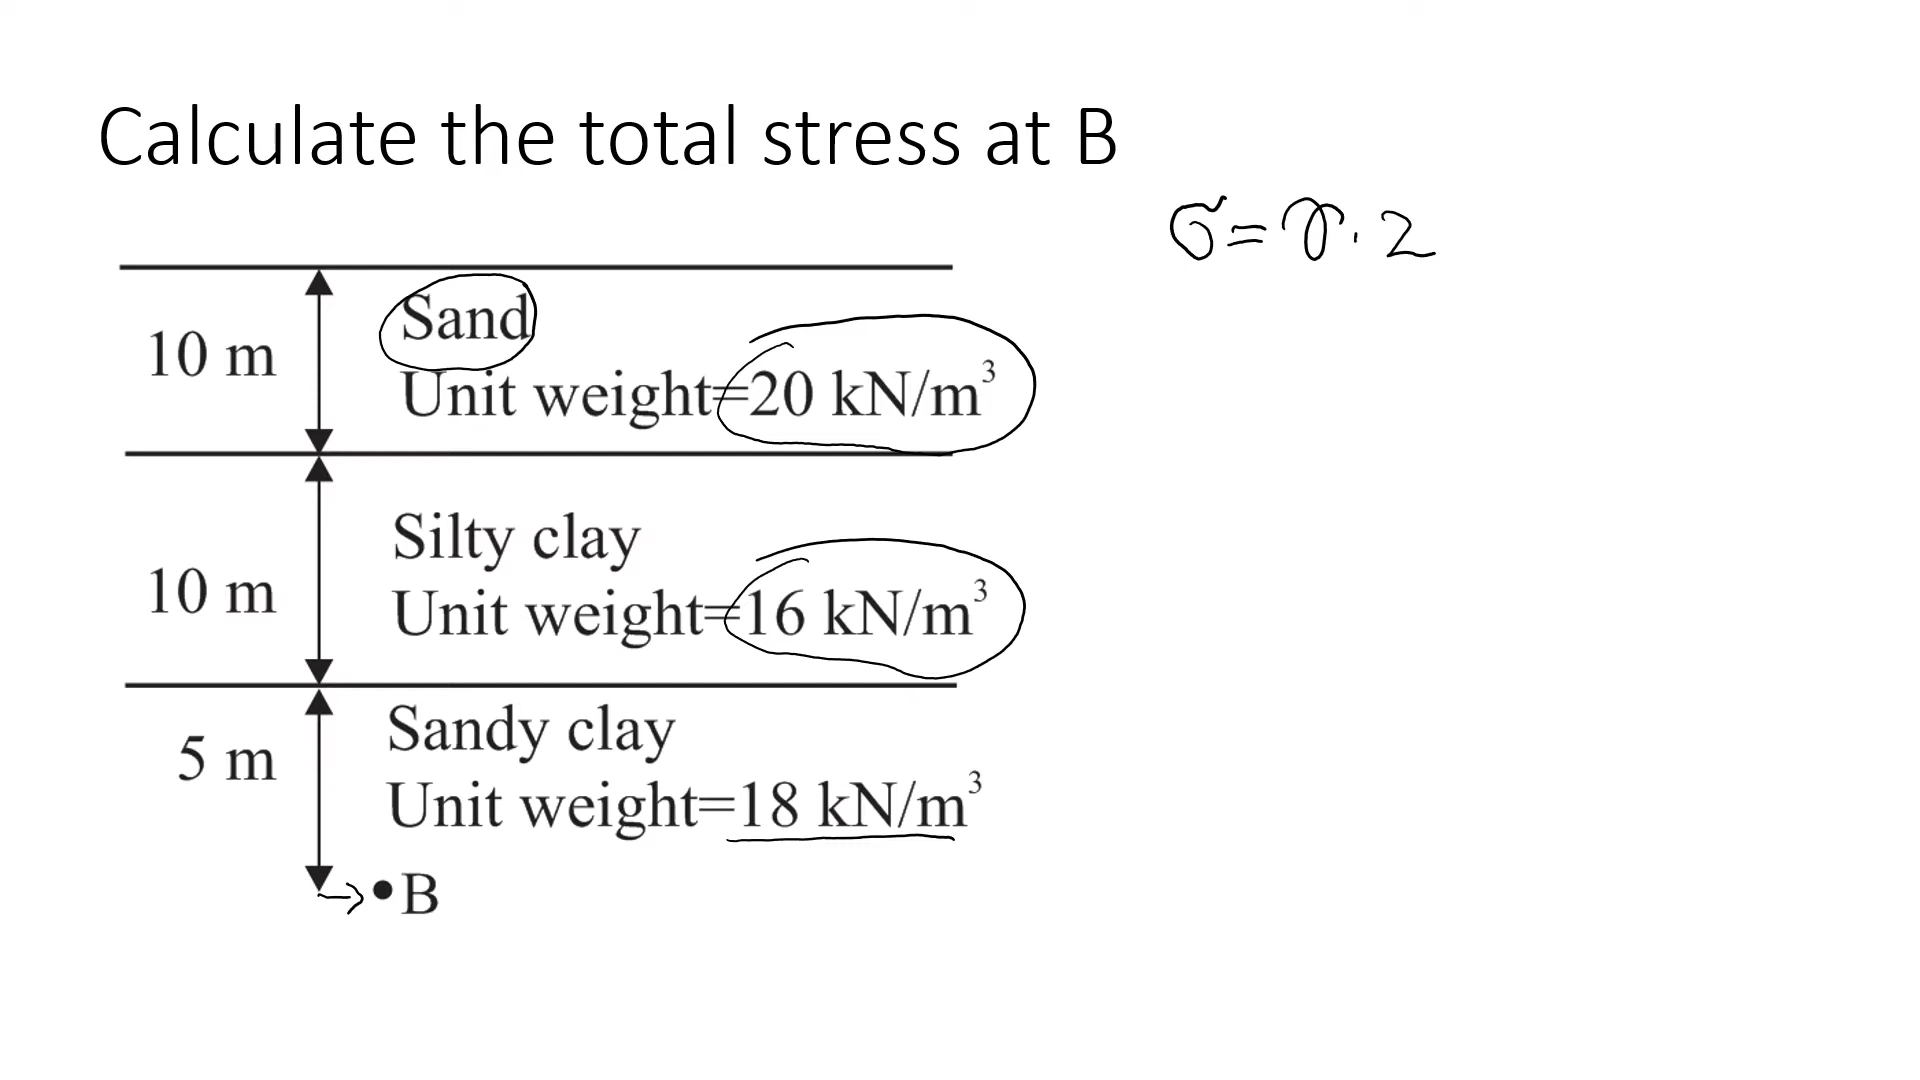 Calculate the total stress at B
σ=γ·z
10 m
Sand
Unit weight=20 kN/m³
10 m
Silty clay
Unit weight=16 kN/m³
5 m
Sandy clay
Unit weight=18 kN/m³
→•B